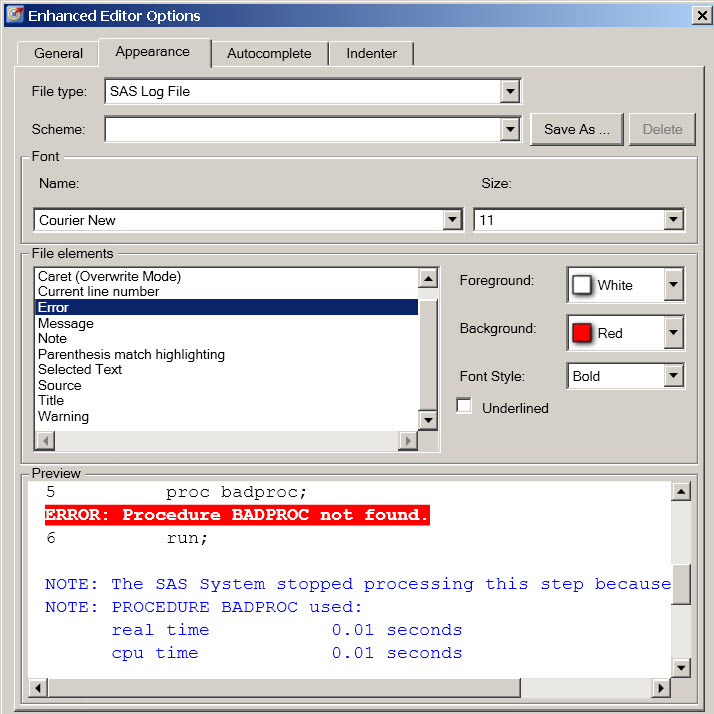 Enhanced Editor Options
General Appearance Autocomplete Indenter
File type: SAS Log File
Scheme: Save As ... Delete
Font
Name: Size:
Courier New 11
File elements
Caret (Overwrite Mode)
Current line number
Error
Message
Note
Parenthesis match highlighting
Selected Text
Source
Title
Warning
Foreground: White
Background: Red
Font Style: Bold
Underlined
Preview
5 proc badproc;
ERROR: Procedure BADPROC not found.
6 run;
NOTE: The SAS System stopped processing this step because
NOTE: PROCEDURE BADPROC used:
real time 0.01 seconds
cpu time 0.01 seconds